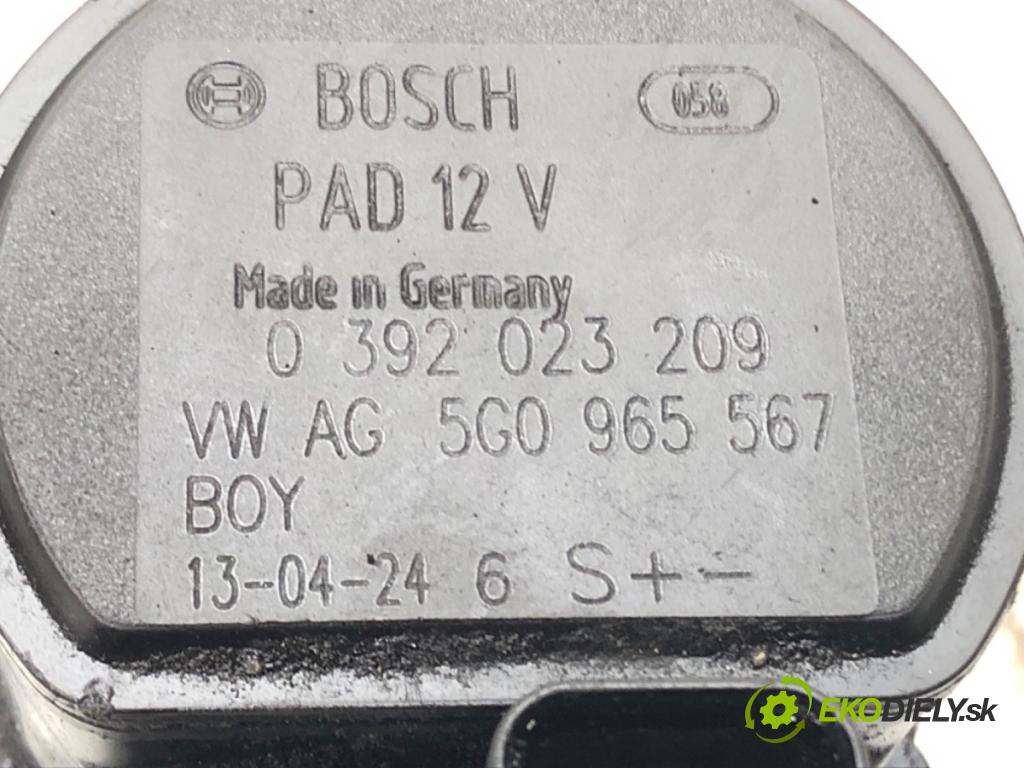 BOSCH 058
PAD 12 V
Made in Germany
0 392 023 209
VW AG 5G0 965 567
BOY
13-04-24 6 S+-
EKODIELY.sk